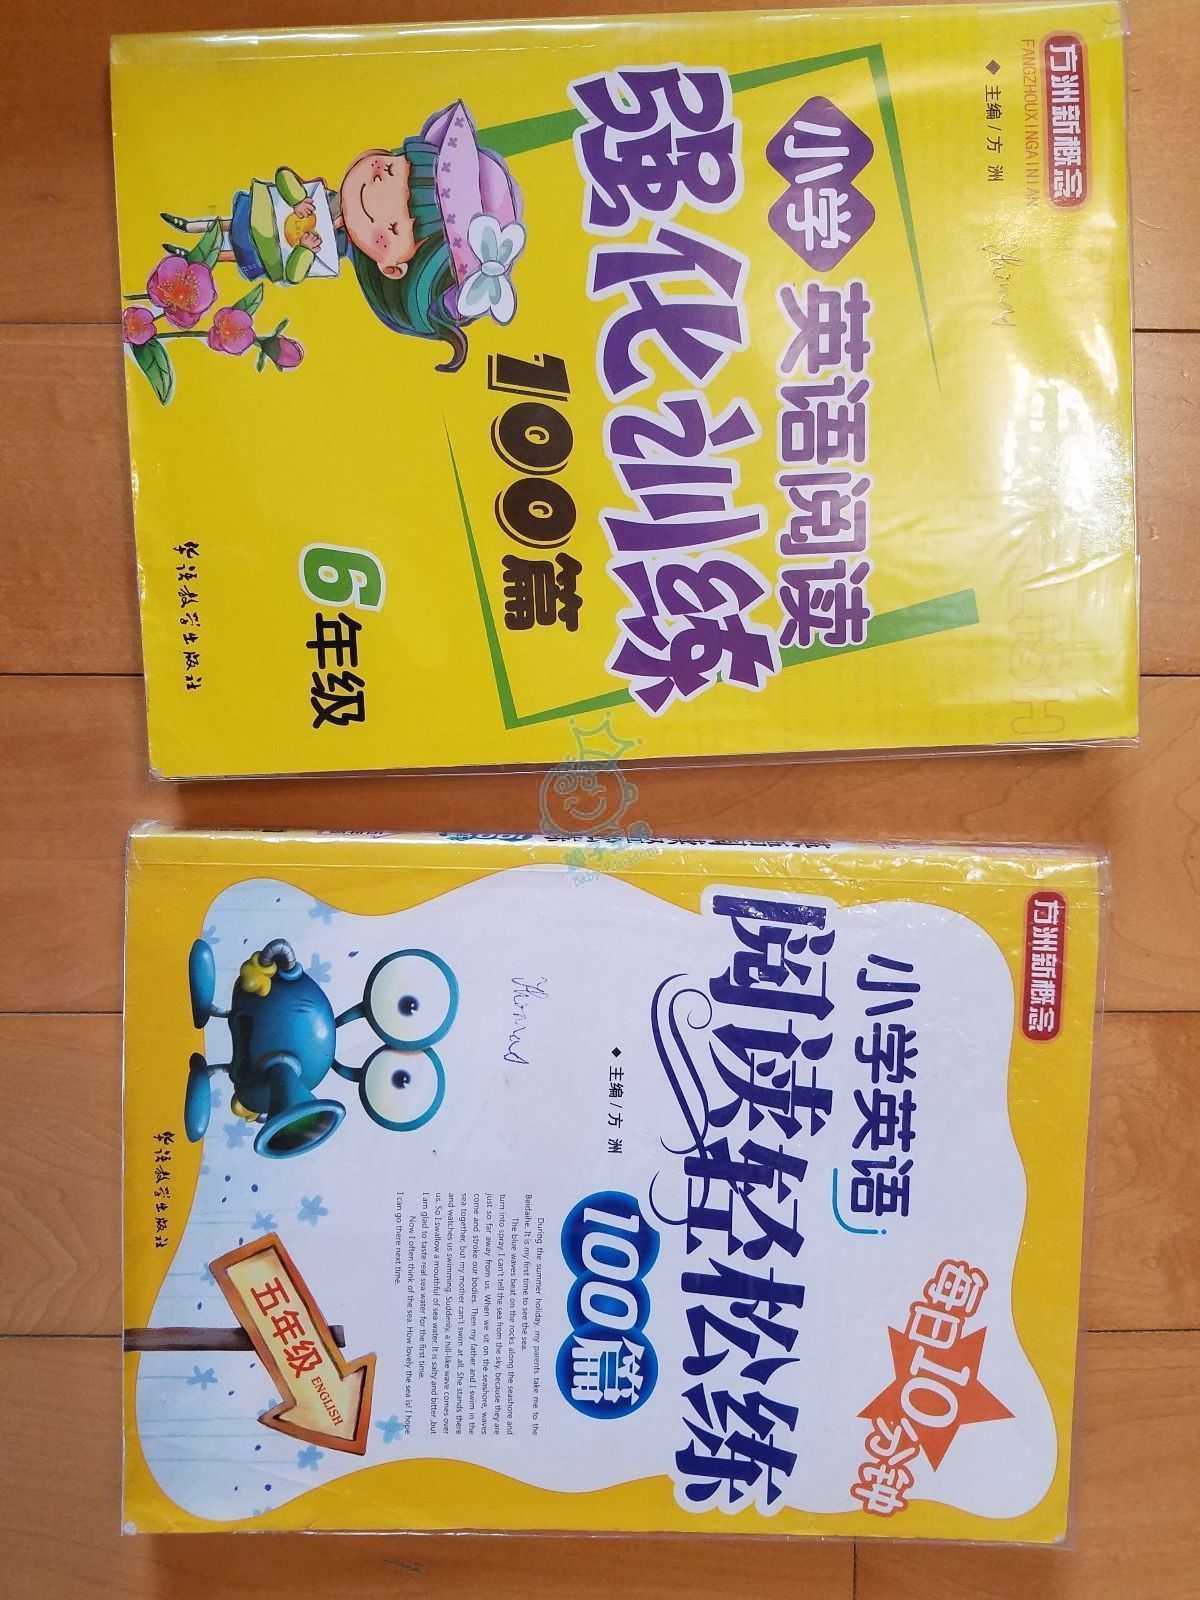 方洲新概念
FANGZHOUXINGAINIAN
◆ 主编/方 洲
Thomas
小学
英语阅读
强化训练
100篇
6年级
华语教学出版社
LOVE
方洲新概念
小学英语
每日10分钟
阅读轻松练
100篇
◆ 主编/方 洲
Thomas
During the summer holiday, my parents take me to the
Beidaihe. It is my first time to see the sea.
The blue waves beat on the rocks along the seashore and
turn into spray. I can't tell the sea from the sky, because they are
just so far away from us. When we sit on the seashore, waves
come and stroke our bodies. Then my father and I swim in the
sea together, but my mother can't swim at all. She stands there
and watches us swimming. Suddenly, a hill-like wave comes over
us. So I swallow a mouthful of sea water. It is salty and bitter ,but
I am glad to taste real sea water for the first time.
Now I often think of the sea. How lovely the sea is! I hope
I can go there next time.
五年级 ENGLISH
华语教学出版社